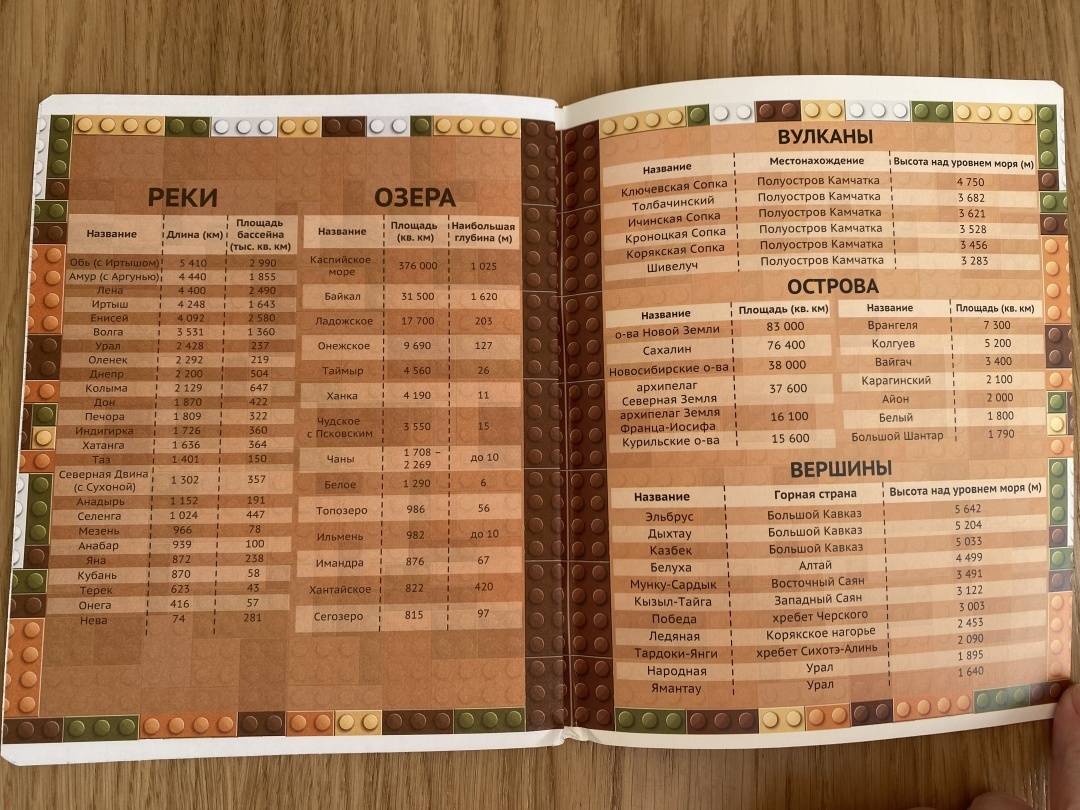 РЕКИ
Название Длина (км) Площадь бассейна (тыс. кв. км)
Обь (с Иртышом) 5 410 2 990
Амур (с Аргунью) 4 440 1 855
Лена 4 400 2 490
Иртыш 4 248 1 643
Енисей 4 092 2 580
Волга 3 531 1 360
Урал 2 428 237
Оленек 2 292 219
Днепр 2 200 504
Колыма 2 129 647
Дон 1 870 422
Печора 1 809 322
Индигирка 1 726 360
Хатанга 1 636 364
Таз 1 401 150
Северная Двина (с Сухоной) 1 302 357
Анадырь 1 152 191
Селенга 1 024 447
Мезень 966 78
Анабар 939 100
Яна 872 238
Кубань 870 58
Терек 623 43
Онега 416 57
Нева 74 281
ОЗЕРА
Название Площадь (кв. км) Наибольшая глубина (м)
Каспийское море 376 000 1 025
Байкал 31 500 1 620
Ладожское 17 700 203
Онежское 9 690 127
Таймыр 4 560 26
Ханка 4 190 11
Чудское с Псковским 3 550 15
Чаны 1 708 – 2 269 до 10
Белое 1 290 6
Топозеро 986 56
Ильмень 982 до 10
Имандра 876 67
Хантайское 822 420
Сегозеро 815 97
ВУЛКАНЫ
Название Местонахождение Высота над уровнем моря (м)
Ключевская Сопка Полуостров Камчатка 4 750
Толбачинский Полуостров Камчатка 3 682
Ичинская Сопка Полуостров Камчатка 3 621
Кроноцкая Сопка Полуостров Камчатка 3 528
Корякская Сопка Полуостров Камчатка 3 456
Шивелуч Полуостров Камчатка 3 283
ОСТРОВА
Название Площадь (кв. км)
о-ва Новой Земли 83 000
Сахалин 76 400
Новосибирские о-ва 38 000
архипелаг Северная Земля 37 600
архипелаг Земля Франца-Иосифа 16 100
Курильские о-ва 15 600
Название Площадь (кв. км)
Врангеля 7 300
Колгуев 5 200
Вайгач 3 400
Карагинский 2 100
Айон 2 000
Белый 1 800
Большой Шантар 1 790
ВЕРШИНЫ
Название Горная страна Высота над уровнем моря (м)
Эльбрус Большой Кавказ 5 642
Дыхтау Большой Кавказ 5 204
Казбек Большой Кавказ 5 033
Белуха Алтай 4 499
Мунку-Сардык Восточный Саян 3 491
Кызыл-Тайга Западный Саян 3 122
Победа хребет Черского 3 003
Ледяная Корякское нагорье 2 453
Тардоки-Янги хребет Сихотэ-Алинь 2 090
Народная Урал 1 895
Ямантау Урал 1 640